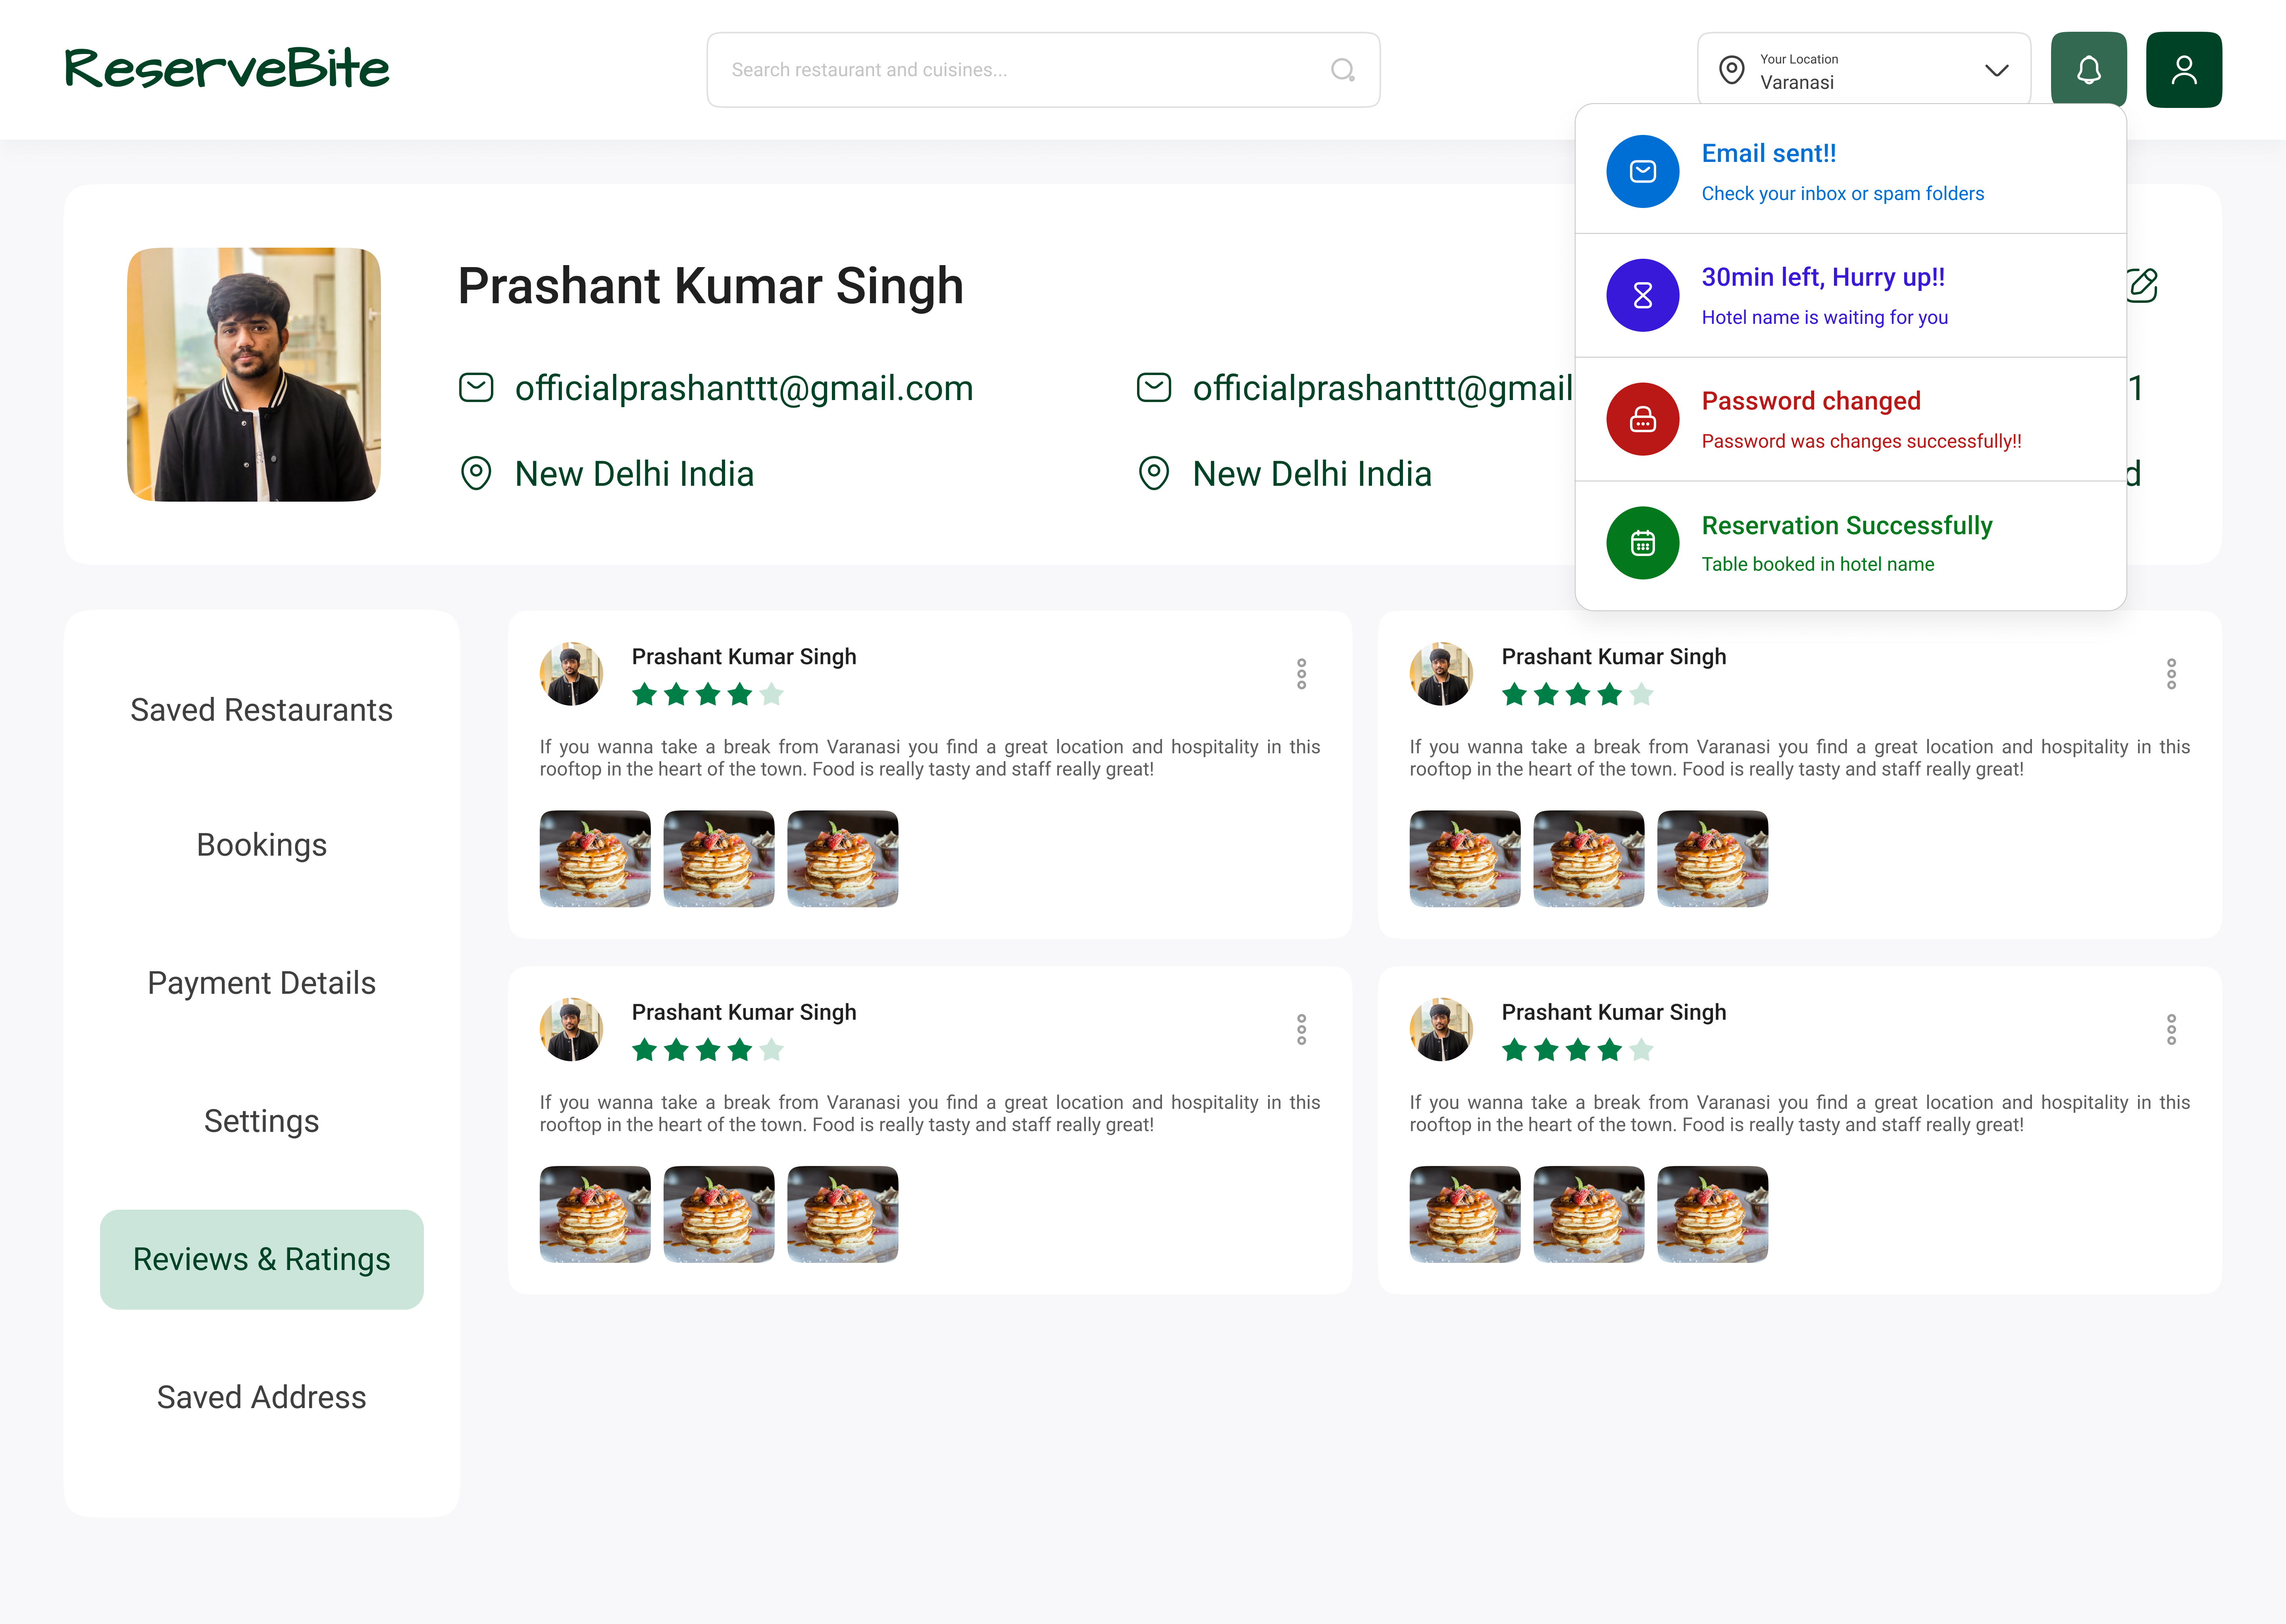 ReserveBite
Search restaurant and cuisines...
Your Location
Varanasi
Email sent!!
Check your inbox or spam folders
30min left, Hurry up!!
Hotel name is waiting for you
Password changed
Password was changes successfully!!
Reservation Successfully
Table booked in hotel name
Prashant Kumar Singh
officialprashanttt@gmail.com
officialprashanttt@gmail
1
New Delhi India
New Delhi India
d
Saved Restaurants
Bookings
Payment Details
Settings
Reviews & Ratings
Saved Address
Prashant Kumar Singh
If you wanna take a break from Varanasi you find a great location and hospitality in this
rooftop in the heart of the town. Food is really tasty and staff really great!
Prashant Kumar Singh
If you wanna take a break from Varanasi you find a great location and hospitality in this
rooftop in the heart of the town. Food is really tasty and staff really great!
Prashant Kumar Singh
If you wanna take a break from Varanasi you find a great location and hospitality in this
rooftop in the heart of the town. Food is really tasty and staff really great!
Prashant Kumar Singh
If you wanna take a break from Varanasi you find a great location and hospitality in this
rooftop in the heart of the town. Food is really tasty and staff really great!